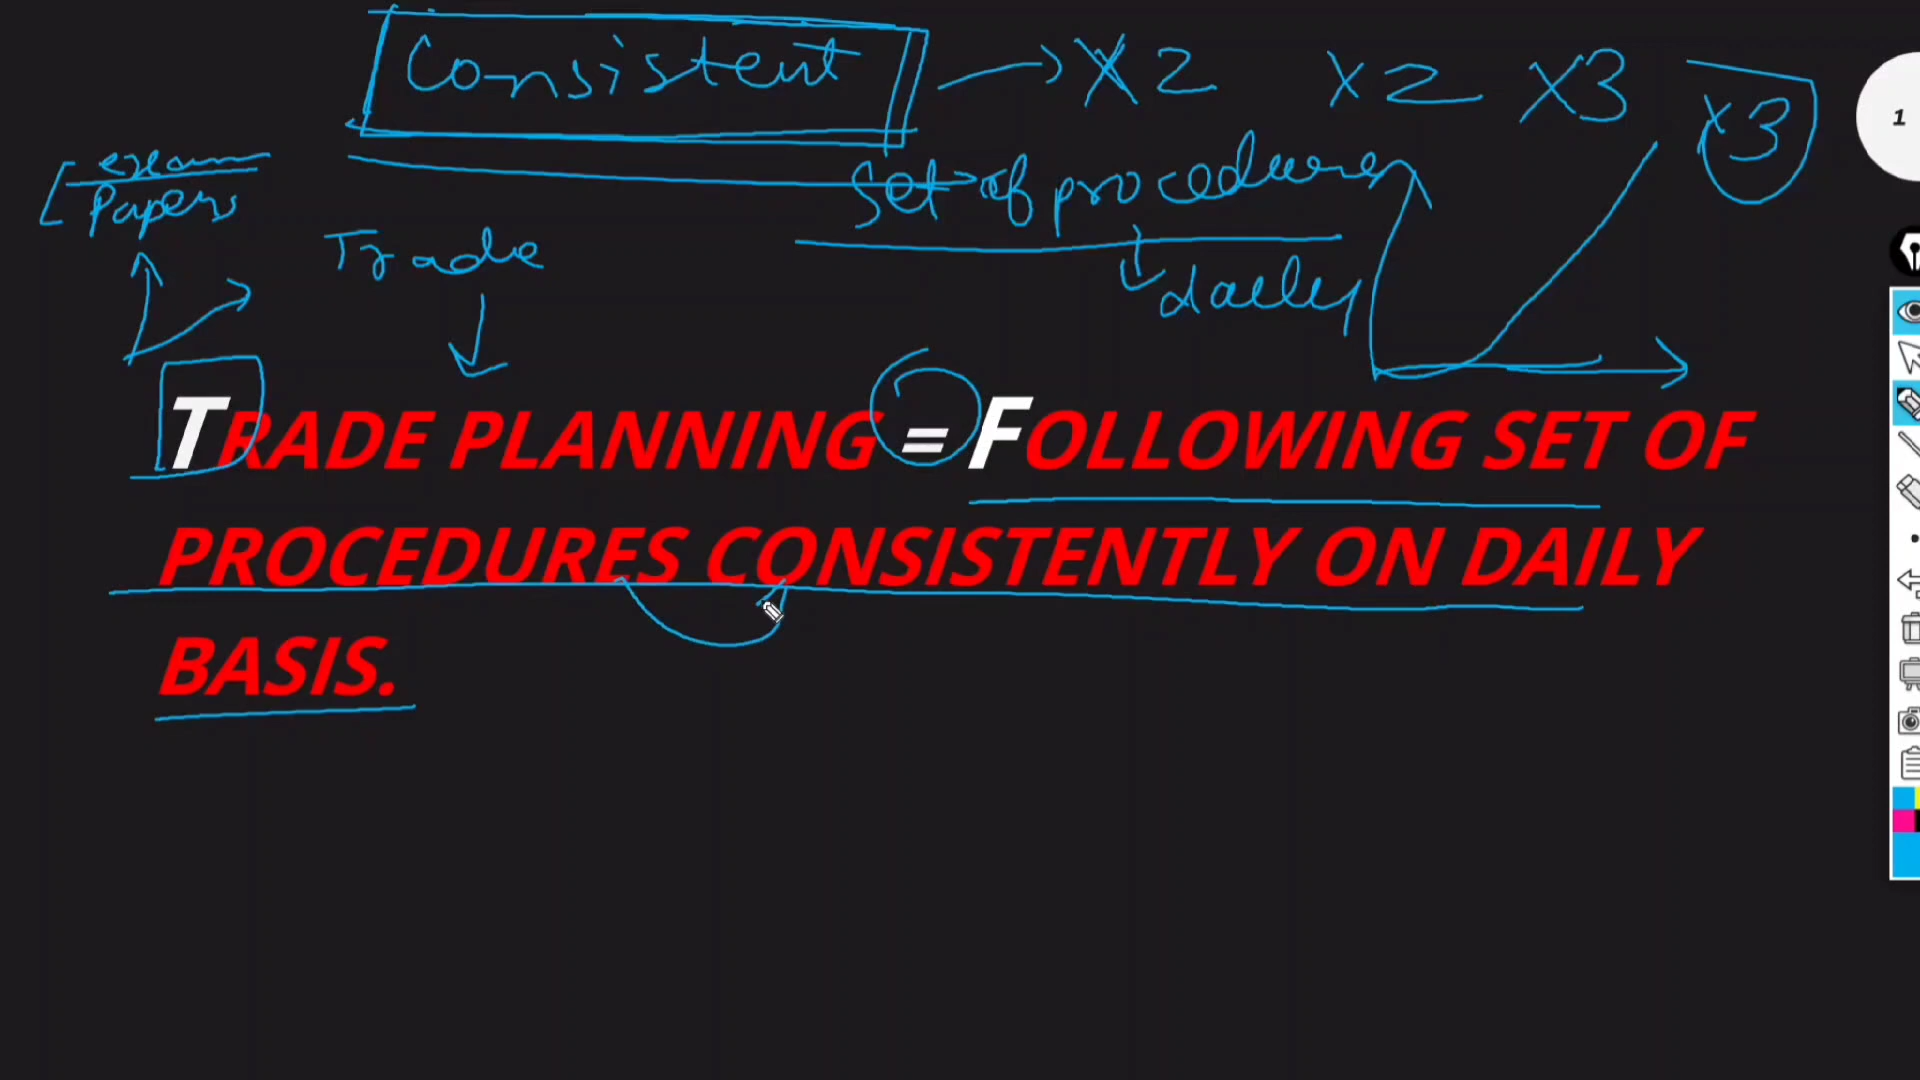 Consistent → X2 X2 X3 X3
exam
Papers
Set of procedures
Trade
daily
1
TRADE PLANNING = FOLLOWING SET OF
PROCEDURES CONSISTENTLY ON DAILY
BASIS.